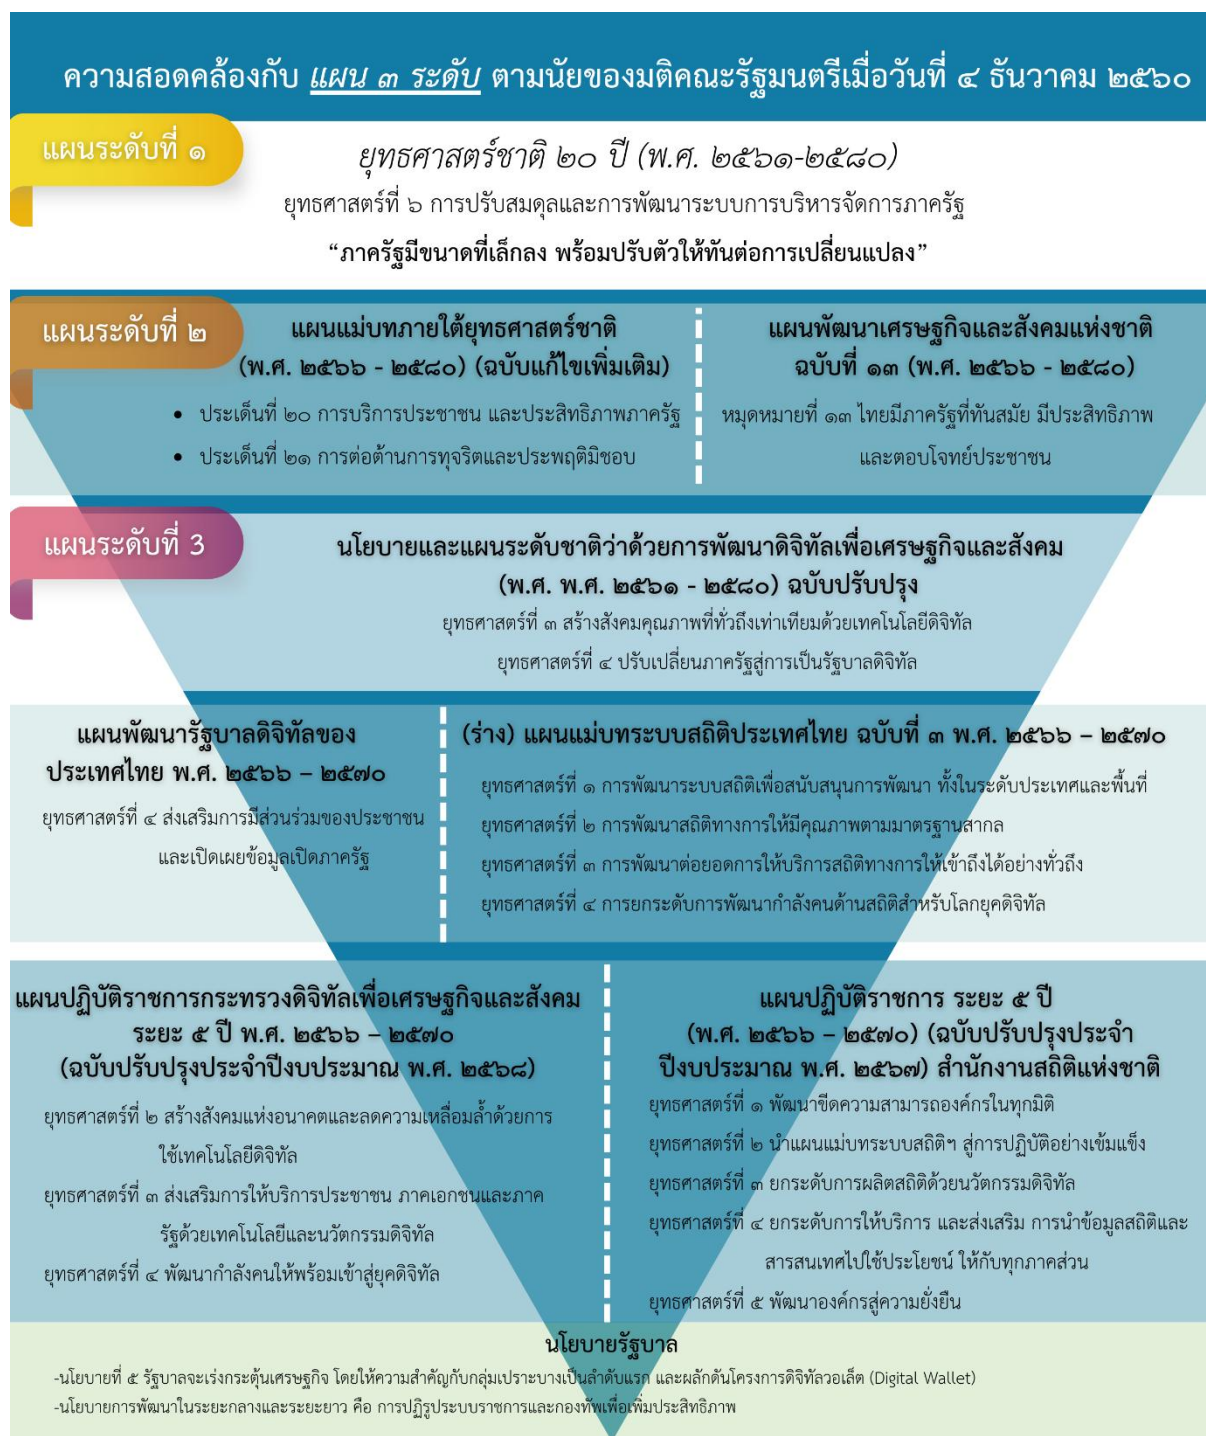 ความสอดคล้องกับ แผน ๓ ระดับ ตามนัยของมติคณะรัฐมนตรีเมื่อวันที่ ๔ ธันวาคม ๒๕๖๐
แผนระดับที่ ๑
ยุทธศาสตร์ชาติ ๒๐ ปี (พ.ศ. ๒๕๖๑-๒๕๘๐)
ยุทธศาสตร์ที่ ๖ การปรับสมดุลและการพัฒนาระบบการบริหารจัดการภาครัฐ
“ภาครัฐมีขนาดที่เล็กลง พร้อมปรับตัวให้ทันต่อการเปลี่ยนแปลง”
แผนระดับที่ ๒
แผนแม่บทภายใต้ยุทธศาสตร์ชาติ
(พ.ศ. ๒๕๖๖ - ๒๕๘๐) (ฉบับแก้ไขเพิ่มเติม)
• ประเด็นที่ ๒๐ การบริการประชาชน และประสิทธิภาพภาครัฐ
• ประเด็นที่ ๒๑ การต่อต้านการทุจริตและประพฤติมิชอบ
แผนพัฒนาเศรษฐกิจและสังคมแห่งชาติ
ฉบับที่ ๑๓ (พ.ศ. ๒๕๖๖ - ๒๕๘๐)
หมุดหมายที่ ๑๓ ไทยมีภาครัฐที่ทันสมัย มีประสิทธิภาพ
และตอบโจทย์ประชาชน
แผนระดับที่ 3
นโยบายและแผนระดับชาติว่าด้วยการพัฒนาดิจิทัลเพื่อเศรษฐกิจและสังคม
(พ.ศ. พ.ศ. ๒๕๖๑ - ๒๕๘๐) ฉบับปรับปรุง
ยุทธศาสตร์ที่ ๓ สร้างสังคมคุณภาพที่ทั่วถึงเท่าเทียมด้วยเทคโนโลยีดิจิทัล
ยุทธศาสตร์ที่ ๔ ปรับเปลี่ยนภาครัฐสู่การเป็นรัฐบาลดิจิทัล
แผนพัฒนารัฐบาลดิจิทัลของ
ประเทศไทย พ.ศ. ๒๕๖๖ – ๒๕๗๐
ยุทธศาสตร์ที่ ๔ ส่งเสริมการมีส่วนร่วมของประชาชน
และเปิดเผยข้อมูลเปิดภาครัฐ
(ร่าง) แผนแม่บทระบบสถิติประเทศไทย ฉบับที่ ๓ พ.ศ. ๒๕๖๖ – ๒๕๗๐
ยุทธศาสตร์ที่ ๑ การพัฒนาระบบสถิติเพื่อสนับสนุนการพัฒนา ทั้งในระดับประเทศและพื้นที่
ยุทธศาสตร์ที่ ๒ การพัฒนาสถิติทางการให้มีคุณภาพตามมาตรฐานสากล
ยุทธศาสตร์ที่ ๓ การพัฒนาต่อยอดการให้บริการสถิติทางการให้เข้าถึงได้อย่างทั่วถึง
ยุทธศาสตร์ที่ ๔ การยกระดับการพัฒนากำลังคนด้านสถิติสำหรับโลกยุคดิจิทัล
แผนปฏิบัติราชการกระทรวงดิจิทัลเพื่อเศรษฐกิจและสังคม
ระยะ ๕ ปี พ.ศ. ๒๕๖๖ – ๒๕๗๐
(ฉบับปรับปรุงประจำปีงบประมาณ พ.ศ. ๒๕๖๘)
ยุทธศาสตร์ที่ ๒ สร้างสังคมแห่งอนาคตและลดความเหลื่อมล้ำด้วยการ
ใช้เทคโนโลยีดิจิทัล
ยุทธศาสตร์ที่ ๓ ส่งเสริมการให้บริการประชาชน ภาคเอกชนและภาค
รัฐด้วยเทคโนโลยีและนวัตกรรมดิจิทัล
ยุทธศาสตร์ที่ ๔ พัฒนากำลังคนให้พร้อมเข้าสู่ยุคดิจิทัล
แผนปฏิบัติราชการ ระยะ ๕ ปี
(พ.ศ. ๒๕๖๖ – ๒๕๗๐) (ฉบับปรับปรุงประจำ
ปีงบประมาณ พ.ศ. ๒๕๖๗) สำนักงานสถิติแห่งชาติ
ยุทธศาสตร์ที่ ๑ พัฒนาขีดความสามารถองค์กรในทุกมิติ
ยุทธศาสตร์ที่ ๒ นำแผนแม่บทระบบสถิติฯ สู่การปฏิบัติอย่างเข้มแข็ง
ยุทธศาสตร์ที่ ๓ ยกระดับการผลิตสถิติด้วยนวัตกรรมดิจิทัล
ยุทธศาสตร์ที่ ๔ ยกระดับการให้บริการ และส่งเสริม การนำข้อมูลสถิติและ
สารสนเทศไปใช้ประโยชน์ ให้กับทุกภาคส่วน
ยุทธศาสตร์ที่ ๕ พัฒนาองค์กรสู่ความยั่งยืน
นโยบายรัฐบาล
-นโยบายที่ ๕ รัฐบาลจะเร่งกระตุ้นเศรษฐกิจ โดยให้ความสำคัญกับกลุ่มเปราะบางเป็นลำดับแรก และผลักดันโครงการดิจิทัลวอเล็ต (Digital Wallet)
-นโยบายการพัฒนาในระยะกลางและระยะยาว คือ การปฏิรูประบบราชการและกองทัพเพื่อเพิ่มประสิทธิภาพ